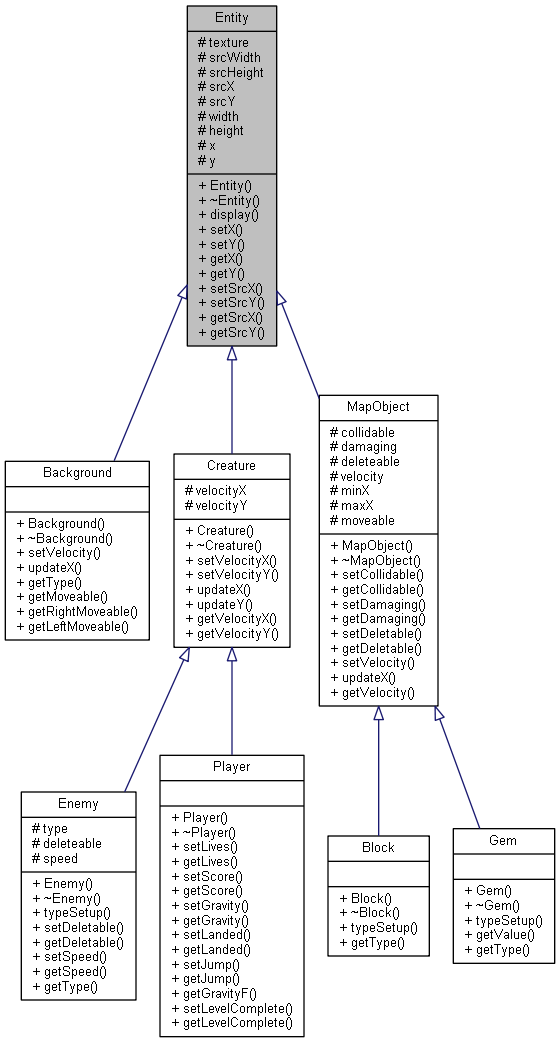 Entity
# texture
# srcWidth
# srcHeight
# srcX
# srcY
# width
# height
# x
# y
+ Entity()
+ ~Entity()
+ display()
+ setX()
+ setY()
+ getX()
+ getY()
+ setSrcX()
+ setSrcY()
+ getSrcX()
+ getSrcY()
Background
+ Background()
+ ~Background()
+ setVelocity()
+ updateX()
+ getType()
+ getMoveable()
+ getRightMoveable()
+ getLeftMoveable()
Creature
# velocityX
# velocityY
+ Creature()
+ ~Creature()
+ setVelocityX()
+ setVelocityY()
+ updateX()
+ updateY()
+ getVelocityX()
+ getVelocityY()
MapObject
# collidable
# damaging
# deleteable
# velocity
# minX
# maxX
# moveable
+ MapObject()
+ ~MapObject()
+ setCollidable()
+ getCollidable()
+ setDamaging()
+ getDamaging()
+ setDeletable()
+ getDeletable()
+ setVelocity()
+ updateX()
+ getVelocity()
Enemy
# type
# deleteable
# speed
+ Enemy()
+ ~Enemy()
+ typeSetup()
+ setDeletable()
+ getDeletable()
+ setSpeed()
+ getSpeed()
+ getType()
Player
+ Player()
+ ~Player()
+ setLives()
+ getLives()
+ setScore()
+ getScore()
+ setGravity()
+ getGravity()
+ setLanded()
+ getLanded()
+ setJump()
+ getJump()
+ getGravityF()
+ setLevelComplete()
+ getLevelComplete()
Block
+ Block()
+ ~Block()
+ typeSetup()
+ getType()
Gem
+ Gem()
+ ~Gem()
+ typeSetup()
+ getValue()
+ getType()